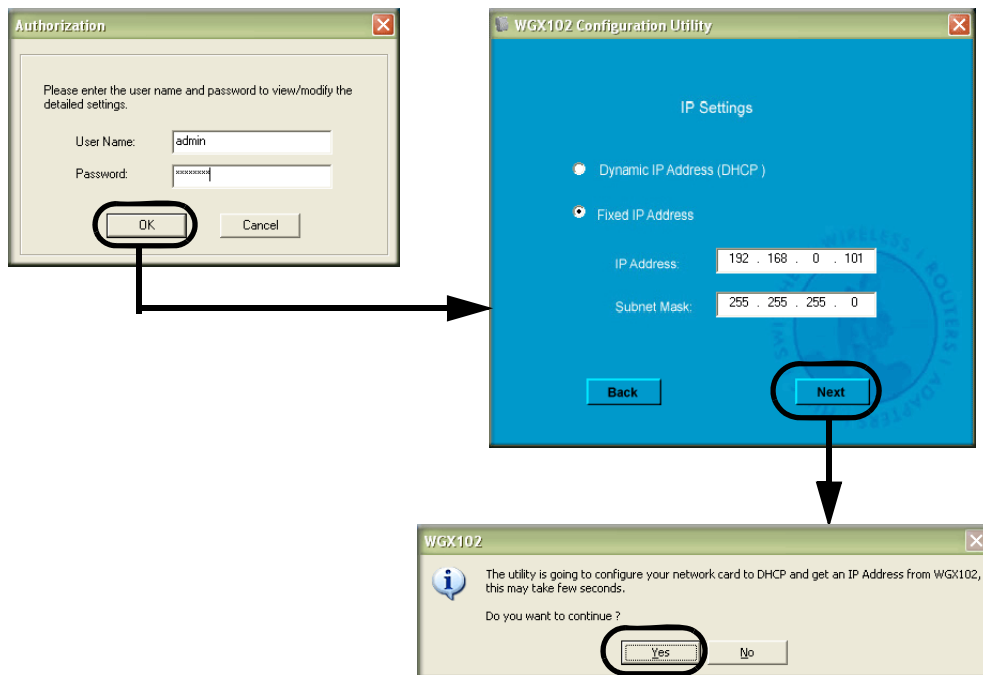 Authorization
Please enter the user name and password to view/modify the
detailed settings.
User Name: admin
Password: xxxxxxxx
OK Cancel
WGX102 Configuration Utility
IP Settings
Dynamic IP Address (DHCP )
Fixed IP Address
IP Address: 192 . 168 . 0 . 101
Subnet Mask: 255 . 255 . 255 . 0
WIRELESS ROUTERS ADAPTERS
Back Next
WGX102
The utility is going to configure your network card to DHCP and get an IP Address from WGX102,
this may take few seconds.
Do you want to continue ?
Yes No